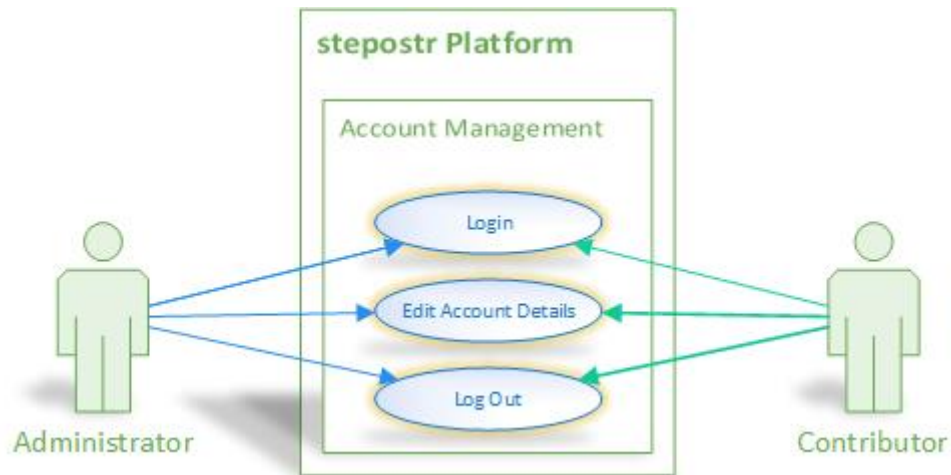 stepostr Platform
Account Management
Login
Edit Account Details
Log Out
Administrator
Contributor